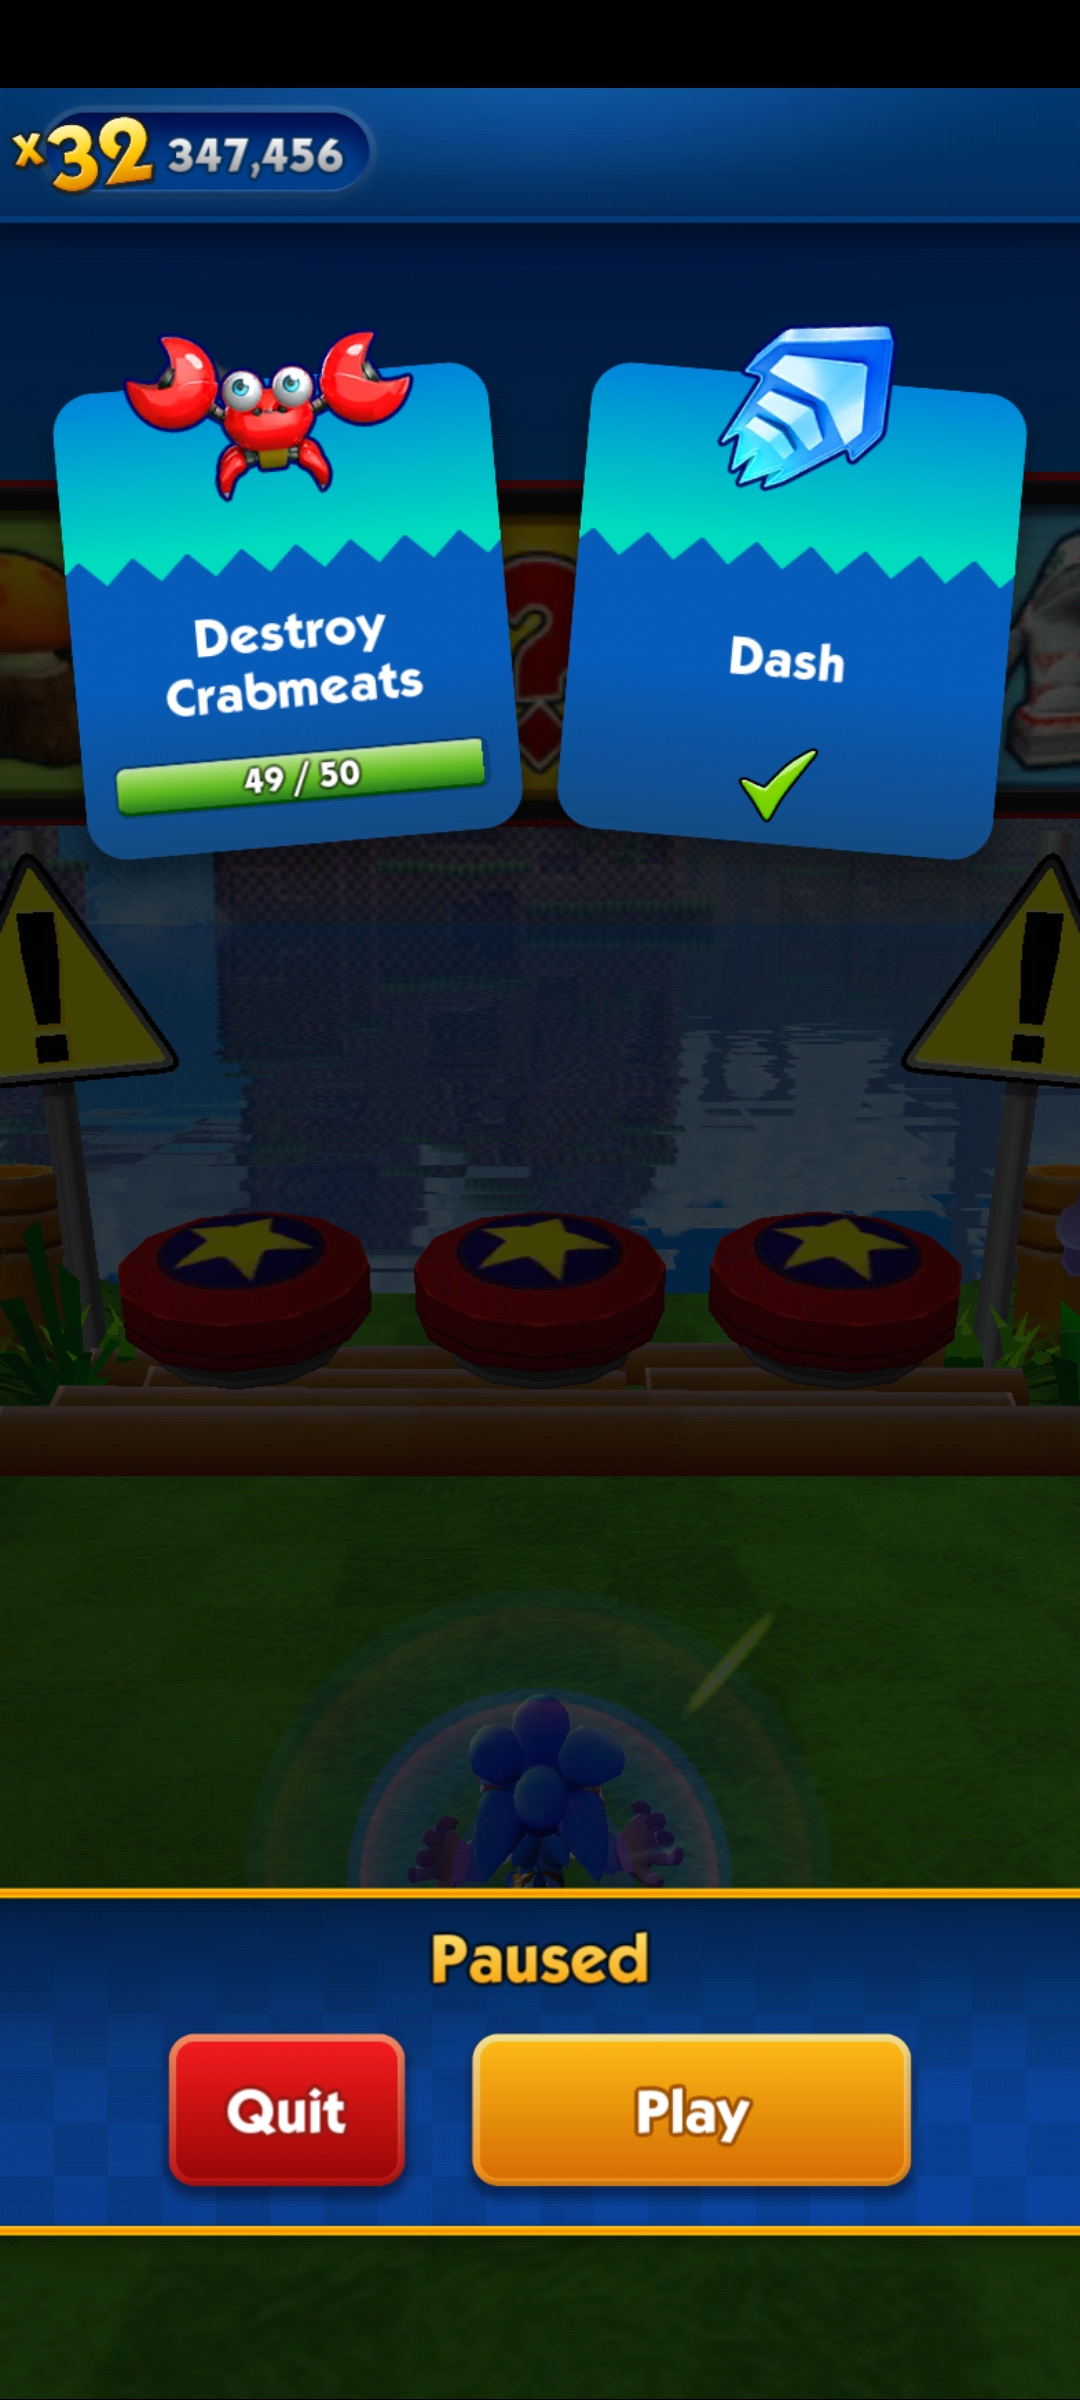 x32 347,456
Destroy
Crabmeats
49 / 50
Dash
?
!
!
Paused
Quit
Play